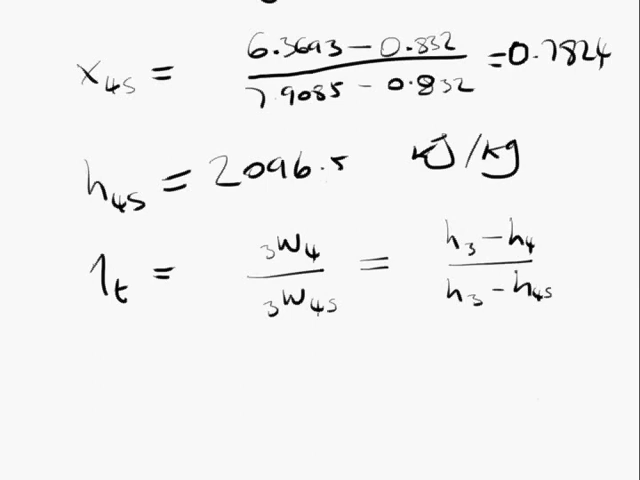 x₄ₛ = (6.3693 − 0.832)/(7.9085 − 0.832) = 0.7824
h₄ₛ = 2096.5 kJ/kg
η_t = ₃w₄/₃w₄ₛ = (h₃ − h₄)/(h₃ − h₄ₛ)